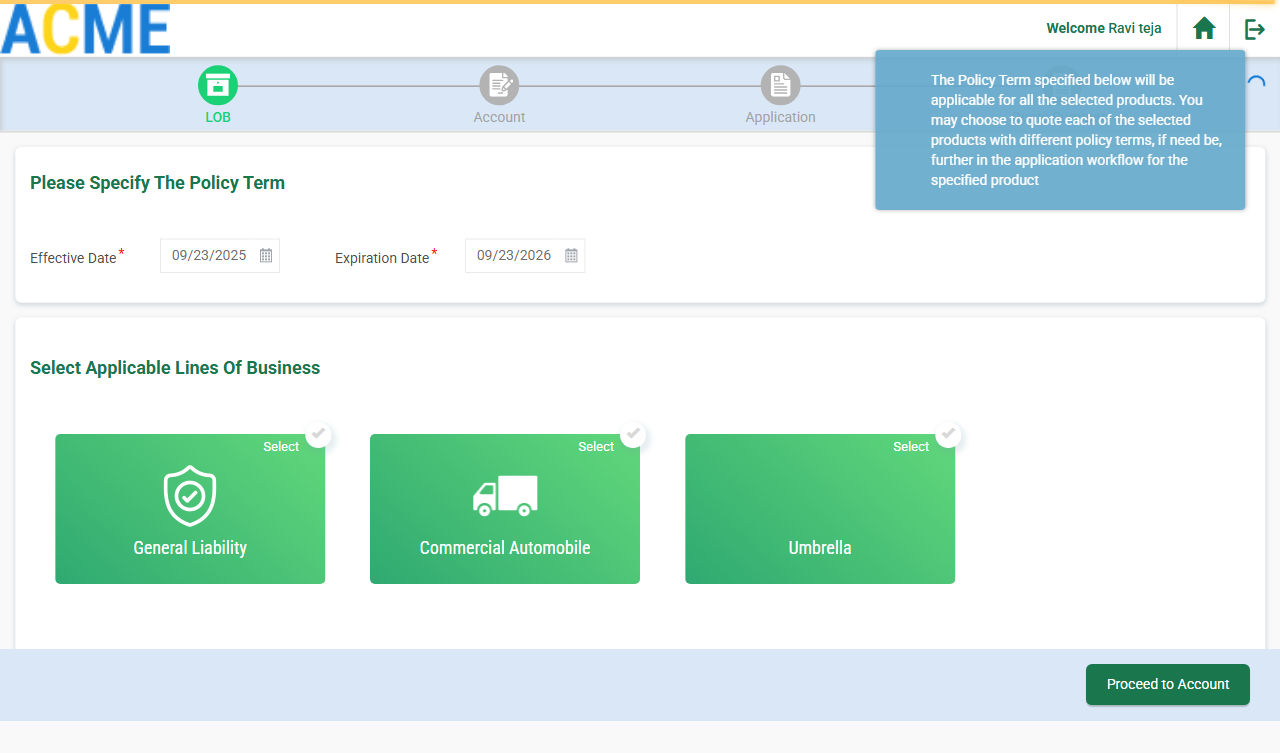 ACME
Welcome Ravi teja
The Policy Term specified below will be
applicable for all the selected products. You
may choose to quote each of the selected
products with different policy terms, if need be,
further in the application workflow for the
specified product
LOB
Account
Application
Please Specify The Policy Term
Effective Date*
09/23/2025
Expiration Date*
09/23/2026
Select Applicable Lines Of Business
Select
General Liability
Select
Commercial Automobile
Select
Umbrella
Proceed to Account